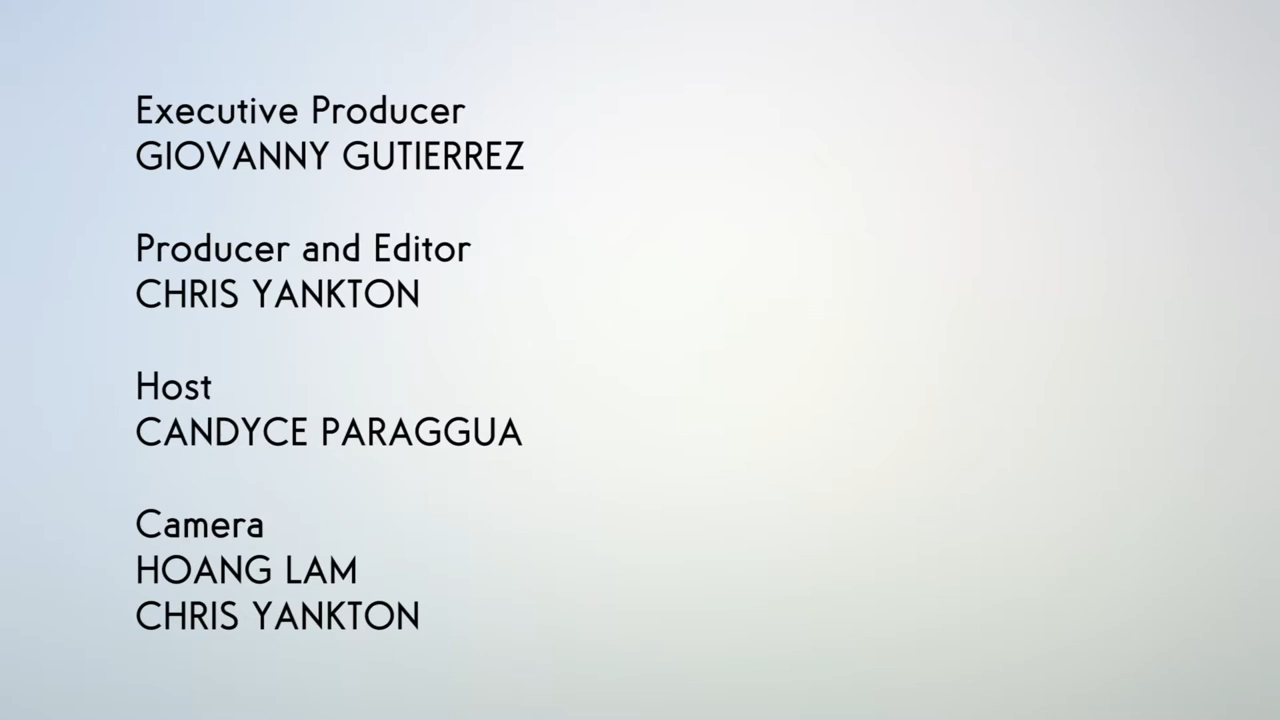 Executive Producer
GIOVANNY GUTIERREZ
Producer and Editor
CHRIS YANKTON
Host
CANDYCE PARAGGUA
Camera
HOANG LAM
CHRIS YANKTON